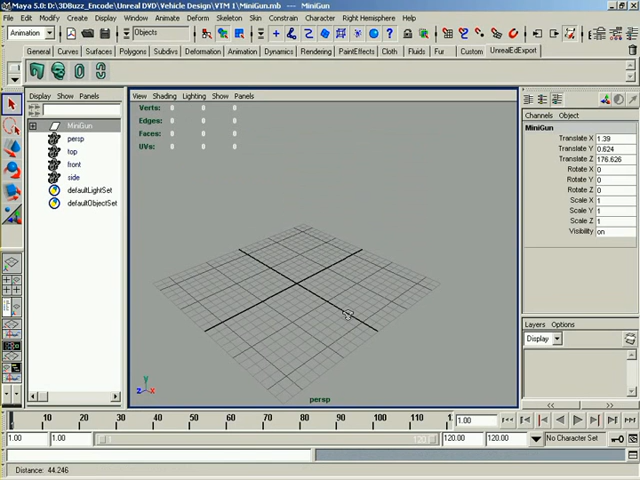 Maya 5.0: D:\3DBuzz_Encode\Unreal DVD\Vehicle Design\VTM 1\MiniGun.mb --- MiniGun
File Edit Modify Create Display Window Animate Deform Skeleton Skin Constrain Character Right Hemisphere Help
Animation Objects
General Curves Surfaces Polygons Subdivs Deformation Animation Dynamics Rendering PaintEffects Cloth Fluids Fur Custom UnrealEdExport
Display Show Panels
MiniGun
persp
top
front
side
defaultLightSet
defaultObjectSet
View Shading Lighting Show Panels
Verts: 0 0 0
Edges: 0 0 0
Faces: 0 0 0
UVs: 0 0 0
y
z x
persp
Channels Object
MiniGun
Translate X 1.39
Translate Y 0.624
Translate Z 176.626
Rotate X 0
Rotate Y 0
Rotate Z 0
Scale X 1
Scale Y 1
Scale Z 1
Visibility on
Layers Options
Display
10 20 30 40 50 60 70 80 90 100 110 1.00
1.00 1.00 120.00 120.00 No Character Set
Distance: 44.246